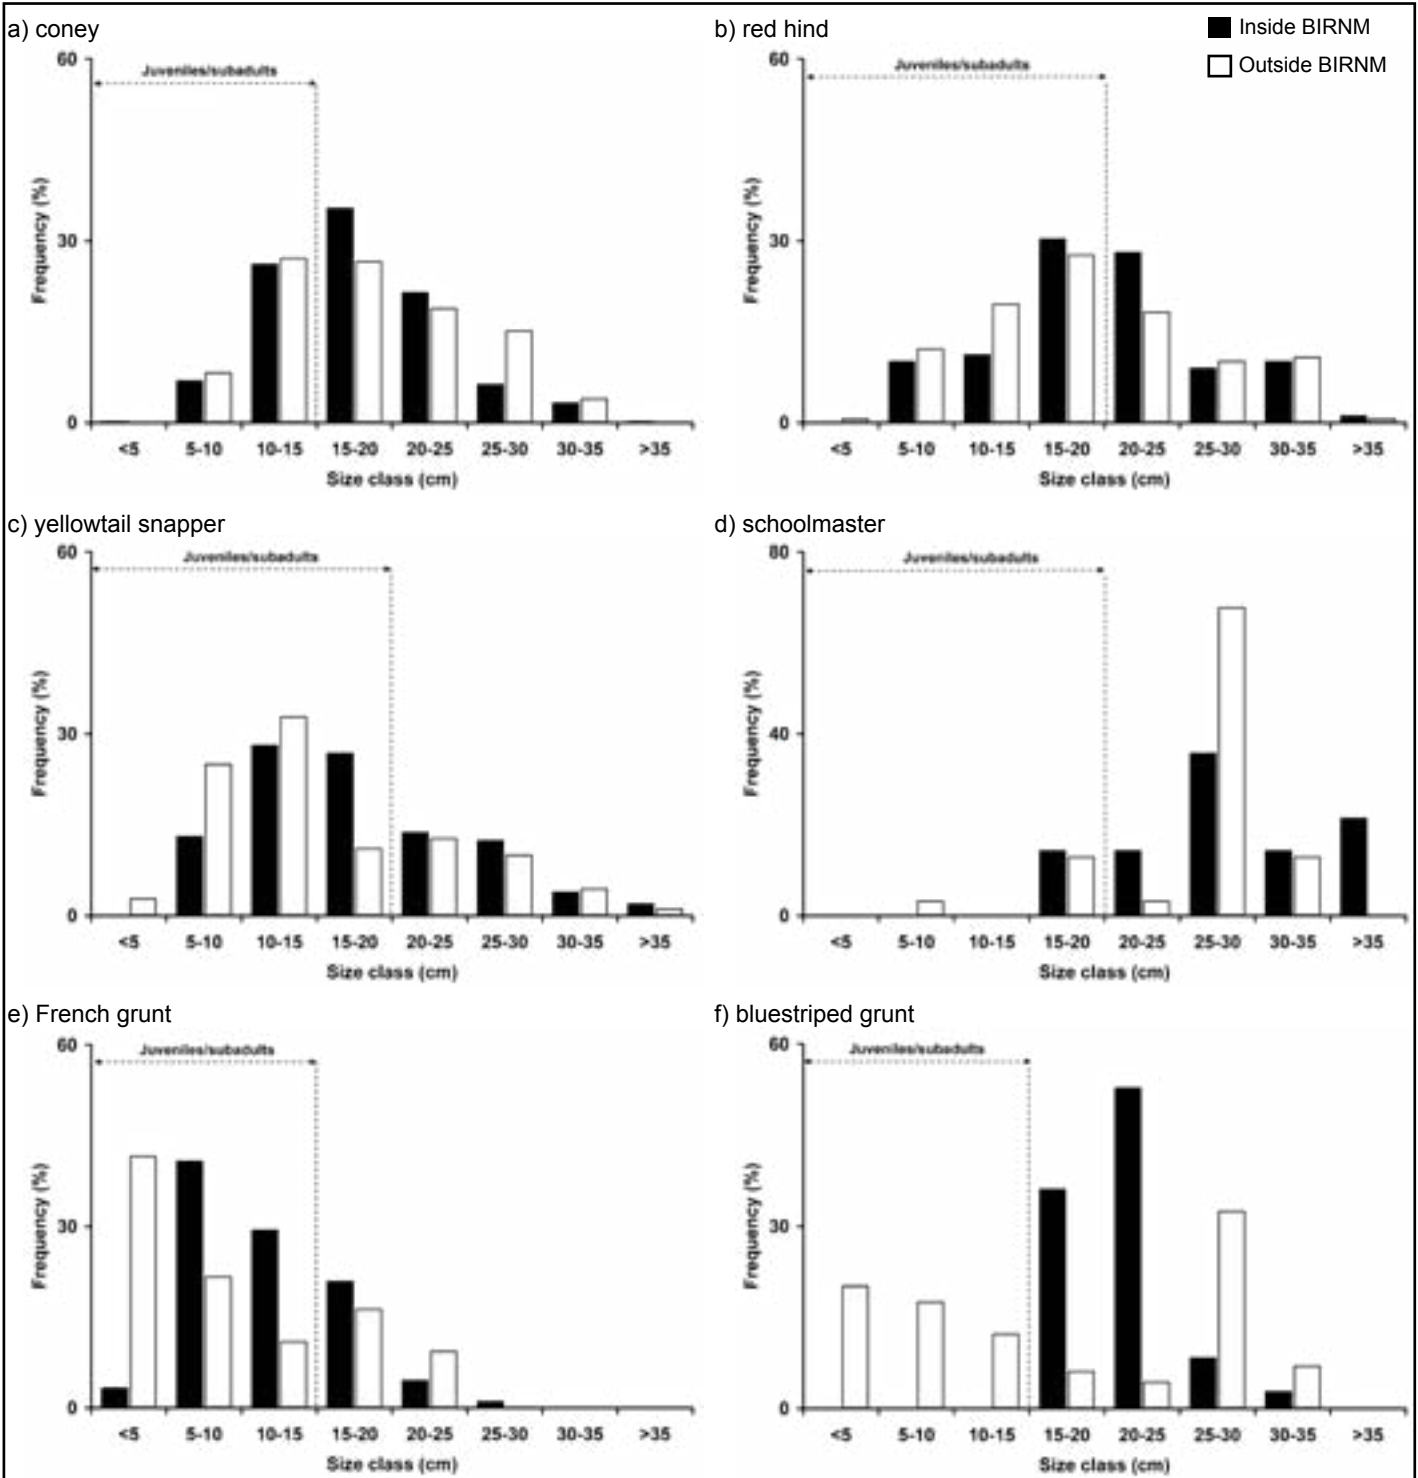 a) coney
60
Juveniles/subadults
30
0
Frequency (%)
<5 5-10 10-15 15-20 20-25 25-30 30-35 >35
Size class (cm)
b) red hind
Inside BIRNM
Outside BIRNM
60
Juveniles/subadults
30
0
Frequency (%)
<5 5-10 10-15 15-20 20-25 25-30 30-35 >35
Size class (cm)
c) yellowtail snapper
60
Juveniles/subadults
30
0
Frequency (%)
<5 5-10 10-15 15-20 20-25 25-30 30-35 >35
Size class (cm)
d) schoolmaster
80
Juveniles/subadults
40
0
Frequency (%)
<5 5-10 10-15 15-20 20-25 25-30 30-35 >35
Size class (cm)
e) French grunt
60
Juveniles/subadults
30
0
Frequency (%)
<5 5-10 10-15 15-20 20-25 25-30 30-35 >35
Size class (cm)
f) bluestriped grunt
60
Juveniles/subadults
30
0
Frequency (%)
<5 5-10 10-15 15-20 20-25 25-30 30-35 >35
Size class (cm)